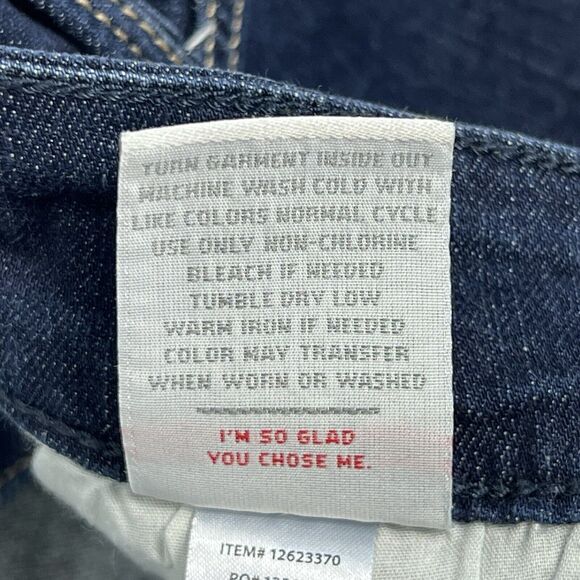 TURN GARMENT INSIDE OUT
MACHINE WASH COLD WITH
LIKE COLORS NORMAL CYCLE
USE ONLY NON-CHLORINE
BLEACH IF NEEDED
TUMBLE DRY LOW
WARM IRON IF NEEDED
COLOR MAY TRANSFER
WHEN WORN OR WASHED
I'M SO GLAD
YOU CHOSE ME.
ITEM# 12623370